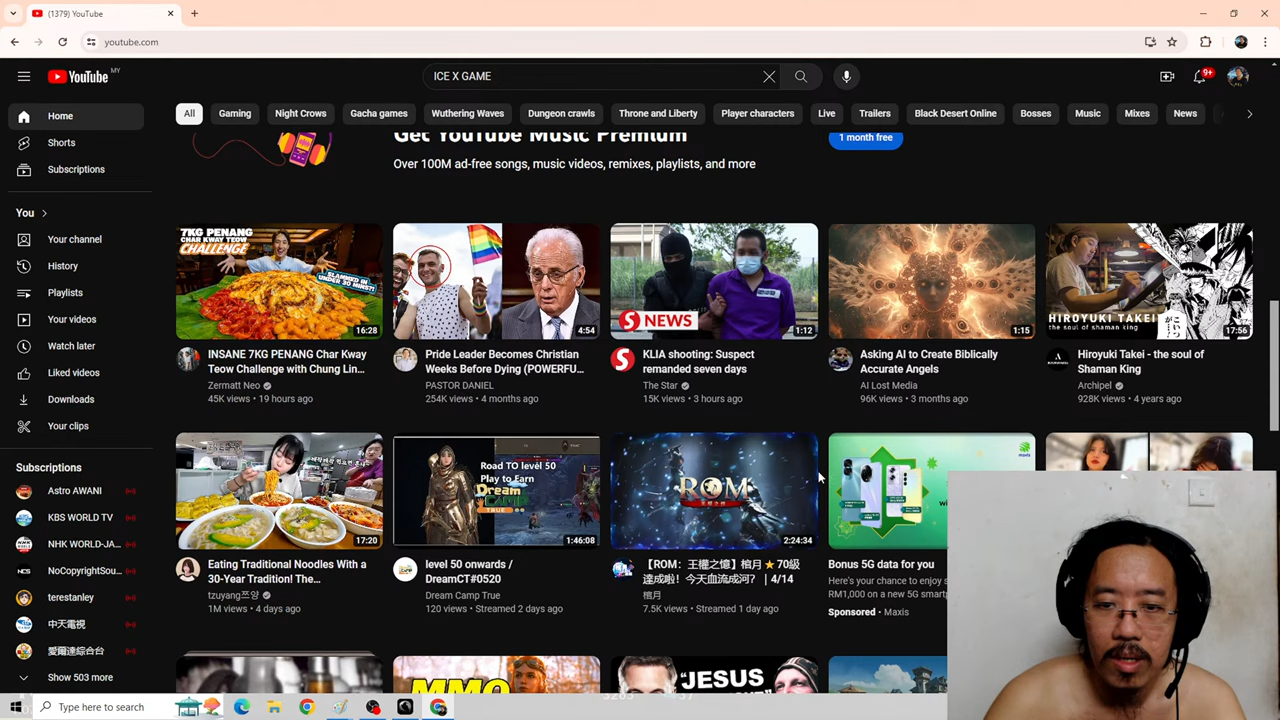 (1379) YouTube
youtube.com
YouTube MY
ICE X GAME
9+
Home
Shorts
Subscriptions
You
Your channel
History
Playlists
Your videos
Watch later
Liked videos
Downloads
Your clips
Subscriptions
Astro AWANI
KBS WORLD TV
NHK WORLD-JA...
NoCopyrightSou...
terestanley
中天電視
愛爾達綜合台
Show 503 more
All
Gaming
Night Crows
Gacha games
Wuthering Waves
Dungeon crawls
Throne and Liberty
Player characters
Live
Trailers
Black Desert Online
Bosses
Music
Mixes
News
Get YouTube Music Premium
Over 100M ad-free songs, music videos, remixes, playlists, and more
1 month free
7KG PENANG
CHAR KWAY TEOW
CHALLENGE
SLAMMED IN
UNDER 30 MINS?!
16:28
INSANE 7KG PENANG Char Kway
Teow Challenge with Chung Lin...
Zermatt Neo
45K views • 19 hours ago
4:54
Pride Leader Becomes Christian
Weeks Before Dying (POWERFU...
PASTOR DANIEL
254K views • 4 months ago
S NEWS
1:12
KLIA shooting: Suspect
remanded seven days
The Star
15K views • 3 hours ago
1:15
Asking AI to Create Biblically
Accurate Angels
AI Lost Media
96K views • 3 months ago
HIROYUKI TAKEI
the soul of shaman king
17:56
Hiroyuki Takei - the soul of
Shaman King
Archipel
928K views • 4 years ago
17:20
Eating Traditional Noodles With a
30-Year Tradition! The...
tzuyang쯔양
1M views • 4 days ago
Road TO level 50
Play to Earn
Dream
CAMP
TRUE
1:46:08
level 50 onwards /
DreamCT#0520
Dream Camp True
120 views • Streamed 2 days ago
ROM
2:24:34
【ROM：王權之憶】棺月⭐70級
達成啦！今天血流成河？ | 4/14
棺月
7.5K views • Streamed 1 day ago
maxis
Bonus 5G data for you
Here's your chance to enjoy
RM1,000 on a new 5G smart
Sponsored • Maxis
MMO
JESUS
Type here to search